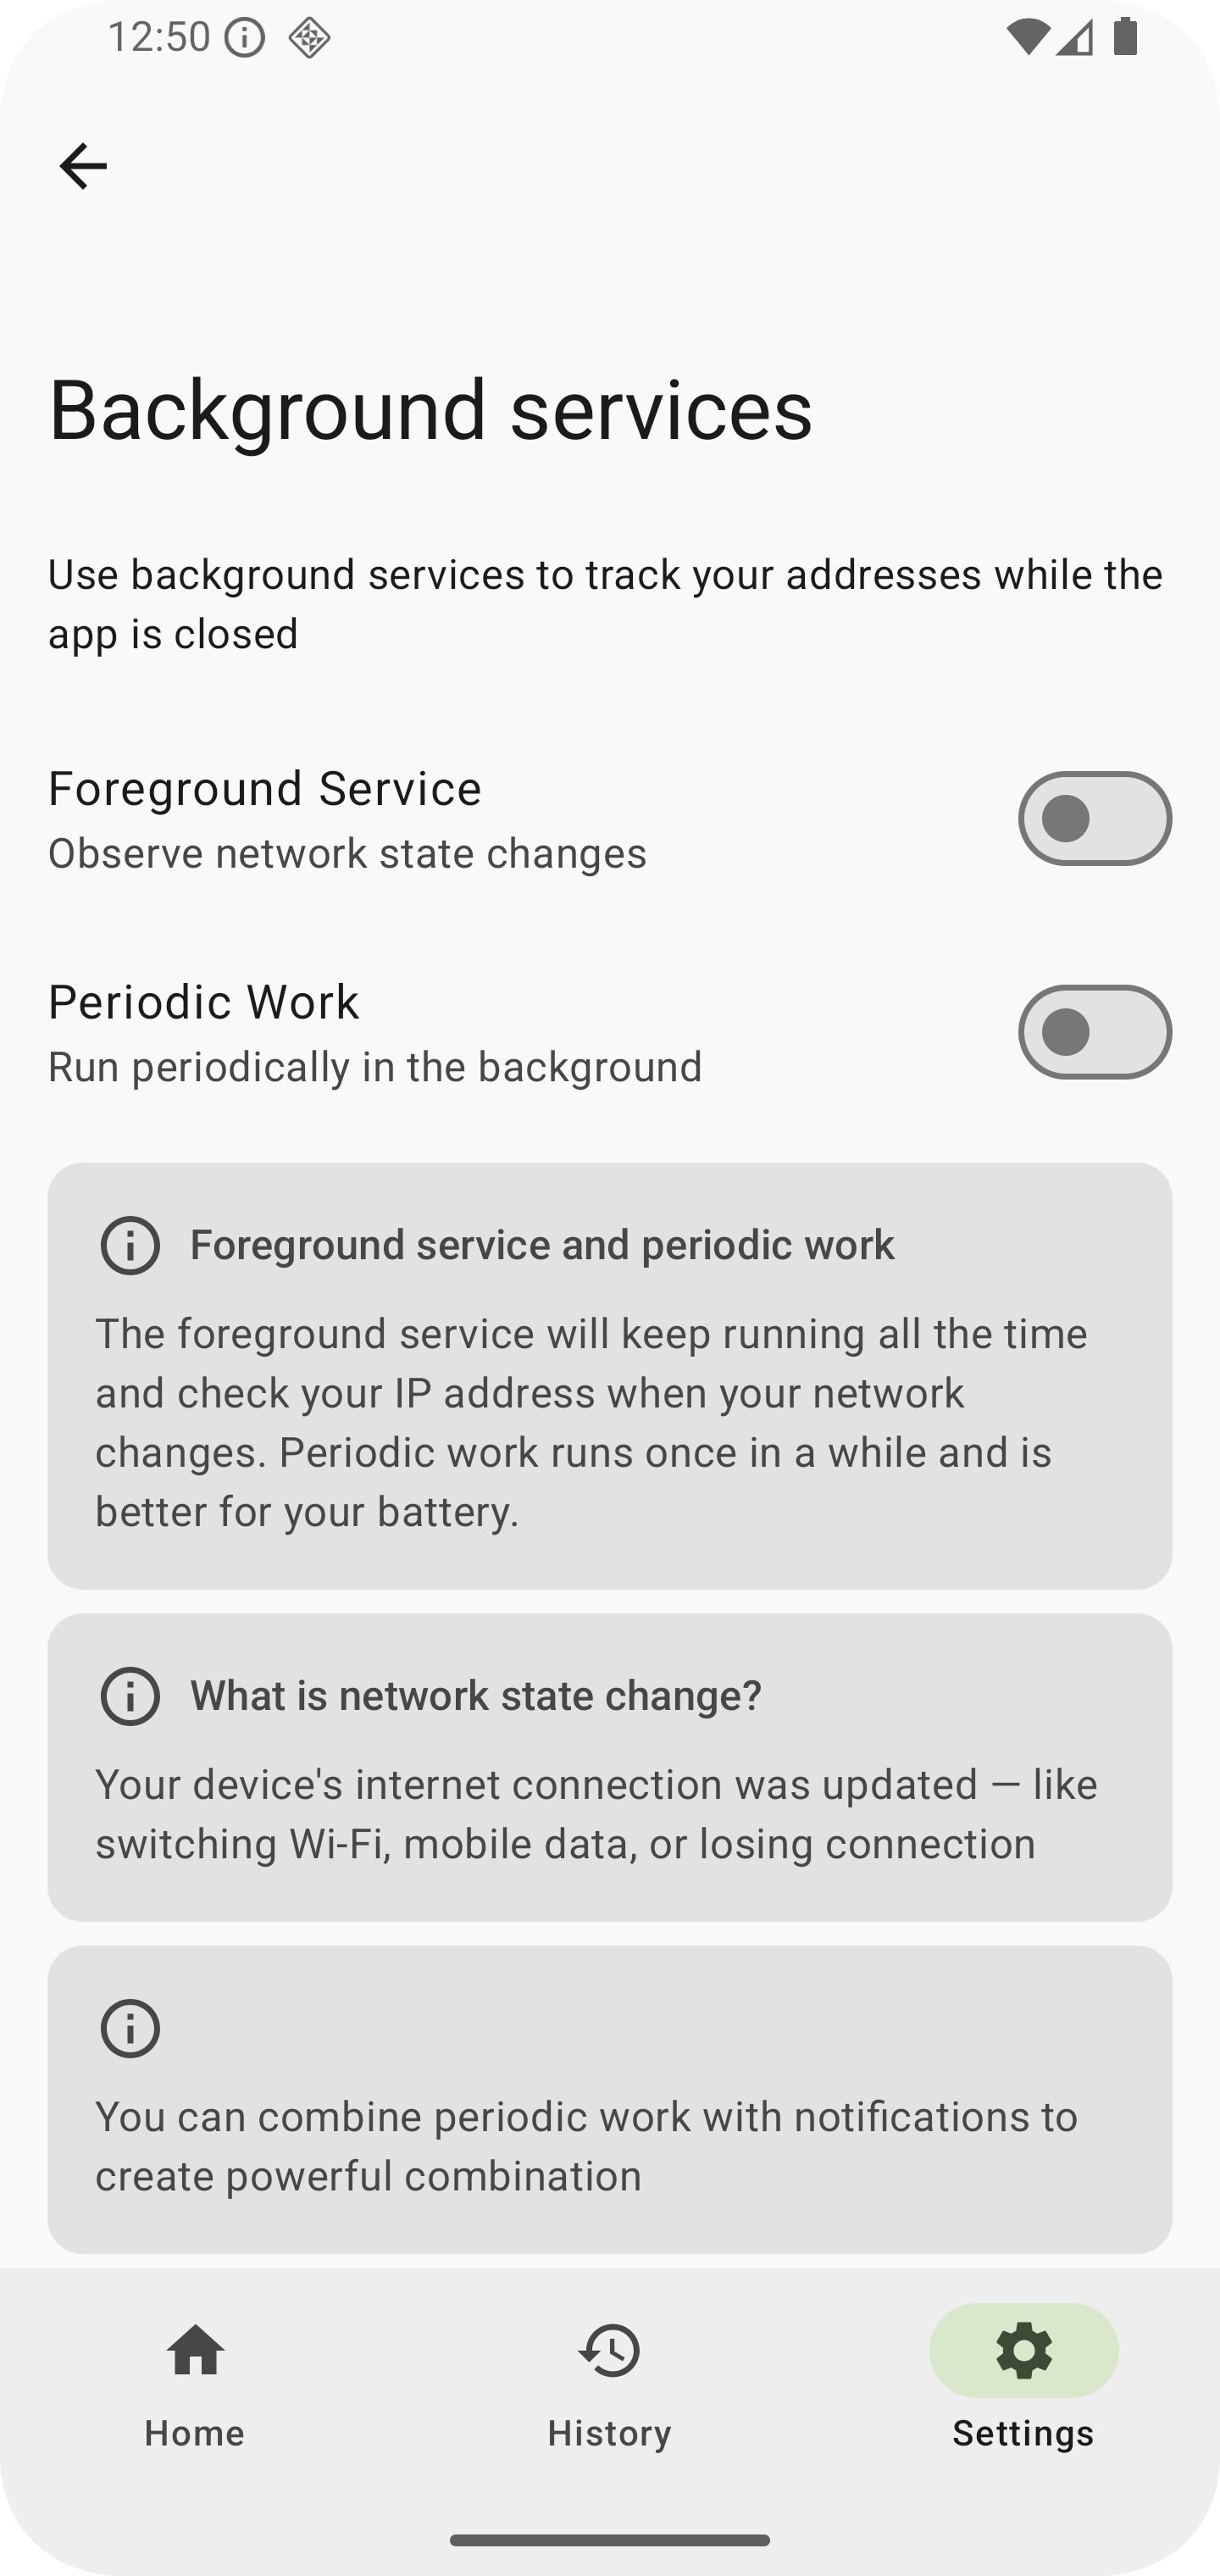 12:50
Background services
Use background services to track your addresses while the
app is closed
Foreground Service
Observe network state changes
Periodic Work
Run periodically in the background
Foreground service and periodic work
The foreground service will keep running all the time
and check your IP address when your network
changes. Periodic work runs once in a while and is
better for your battery.
What is network state change?
Your device's internet connection was updated — like
switching Wi-Fi, mobile data, or losing connection
You can combine periodic work with notifications to
create powerful combination
Home
History
Settings